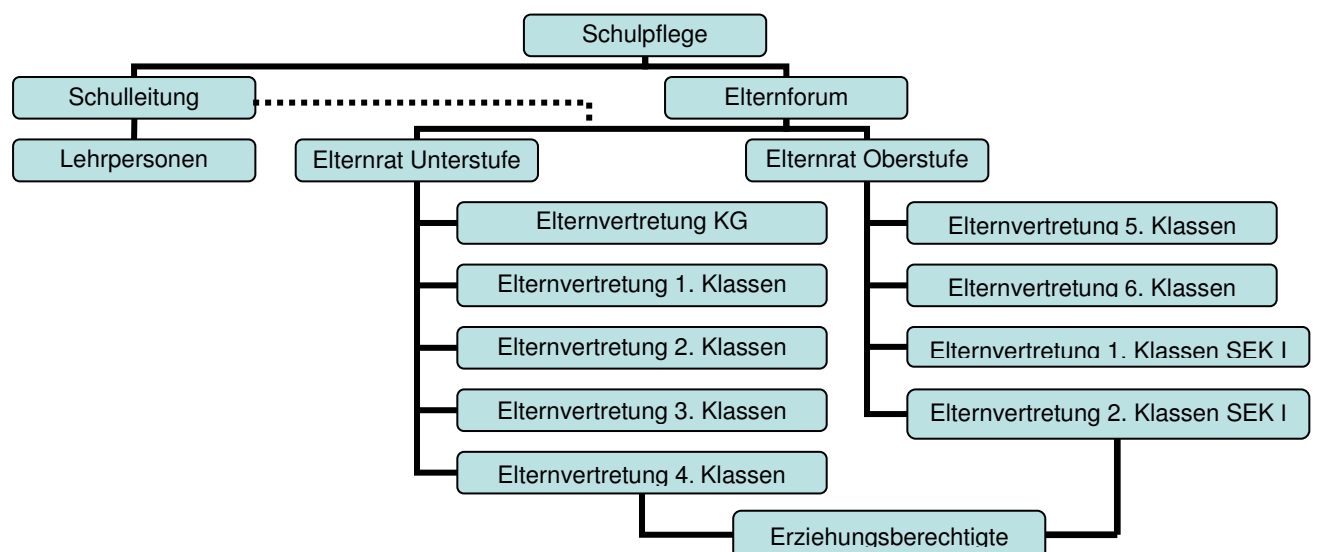 Schulpflege
Schulleitung
Elternforum
Lehrpersonen
Elternrat Unterstufe
Elternrat Oberstufe
Elternvertretung KG
Elternvertretung 1. Klassen
Elternvertretung 2. Klassen
Elternvertretung 3. Klassen
Elternvertretung 4. Klassen
Elternvertretung 5. Klassen
Elternvertretung 6. Klassen
Elternvertretung 1. Klassen SEK I
Elternvertretung 2. Klassen SEK I
Erziehungsberechtigte